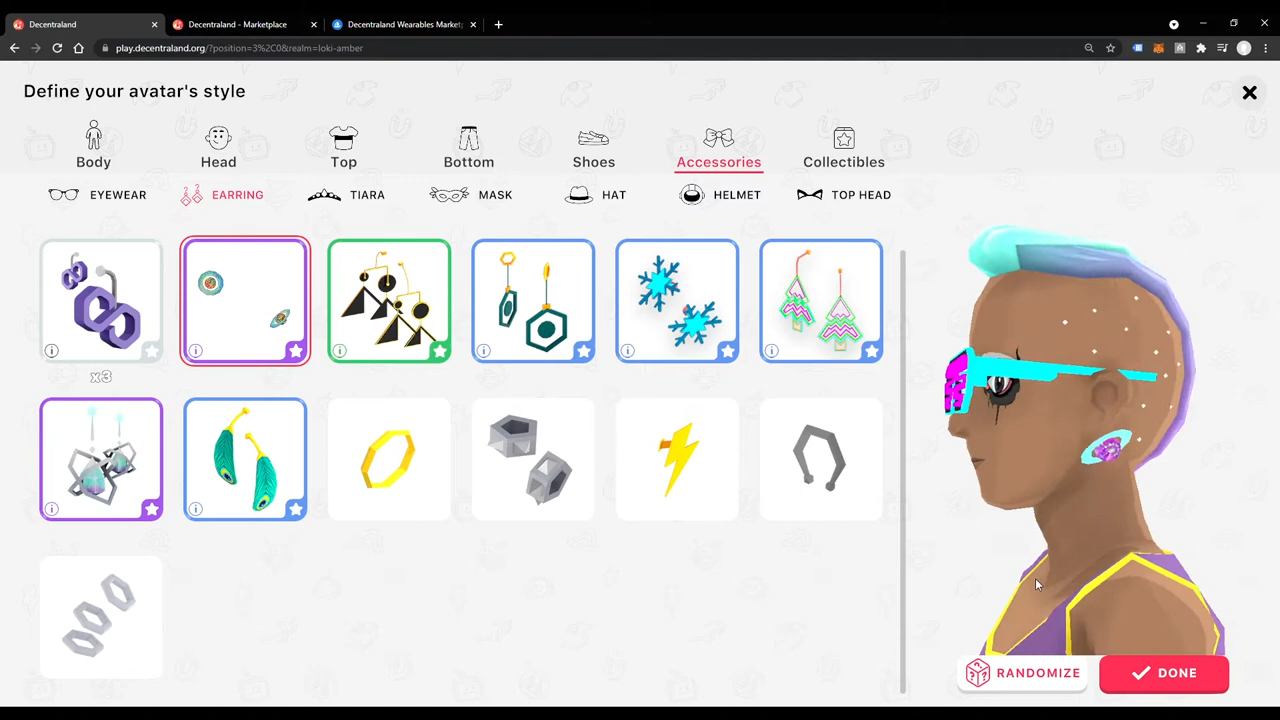 Decentraland
Decentraland - Marketplace
Decentraland Wearables Market
play.decentraland.org/?position=3%2C0&realm=loki-amber
Define your avatar's style
Body
Head
Top
Bottom
Shoes
Accessories
Collectibles
EYEWEAR
EARRING
TIARA
MASK
HAT
HELMET
TOP HEAD
x3
RANDOMIZE
DONE